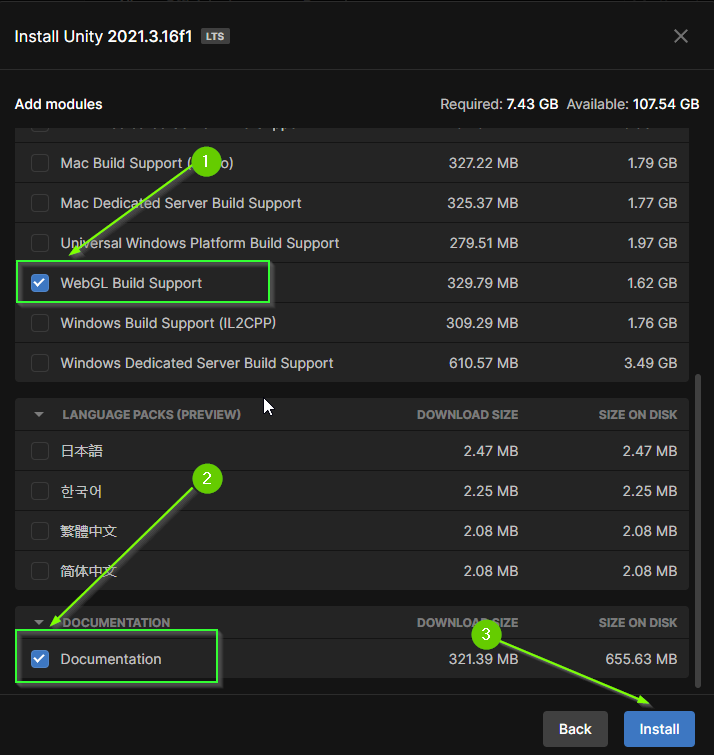 Install Unity 2021.3.16f1 LTS
Add modules Required: 7.43 GB Available: 107.54 GB
Mac Build Support ( 1 o) 327.22 MB 1.79 GB
Mac Dedicated Server Build Support 325.37 MB 1.77 GB
Universal Windows Platform Build Support 279.51 MB 1.97 GB
WebGL Build Support 329.79 MB 1.62 GB
Windows Build Support (IL2CPP) 309.29 MB 1.76 GB
Windows Dedicated Server Build Support 610.57 MB 3.49 GB
LANGUAGE PACKS (PREVIEW) DOWNLOAD SIZE SIZE ON DISK
日本語 2.47 MB 2.47 MB
한국어 2.25 MB 2.25 MB
2
繁體中文 2.08 MB 2.08 MB
简体中文 2.08 MB 2.08 MB
DOCUMENTATION DOWNLOAD SIZE SIZE ON DISK
3
Documentation 321.39 MB 655.63 MB
Back Install